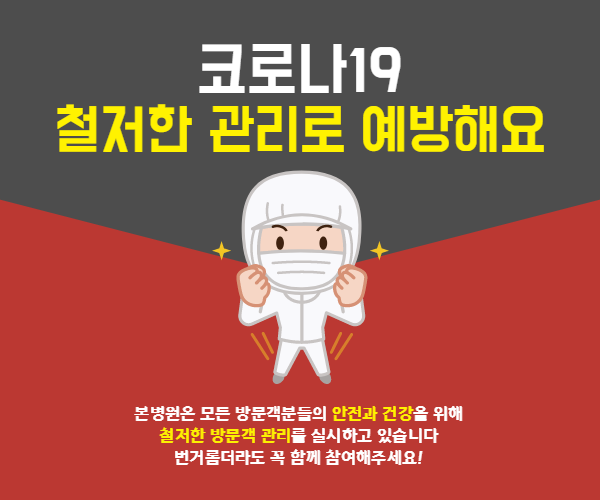 코로나19
철저한 관리로 예방해요
본병원은 모든 방문객분들의 안전과 건강을 위해
철저한 방문객 관리를 실시하고 있습니다
번거롭더라도 꼭 함께 참여해주세요!